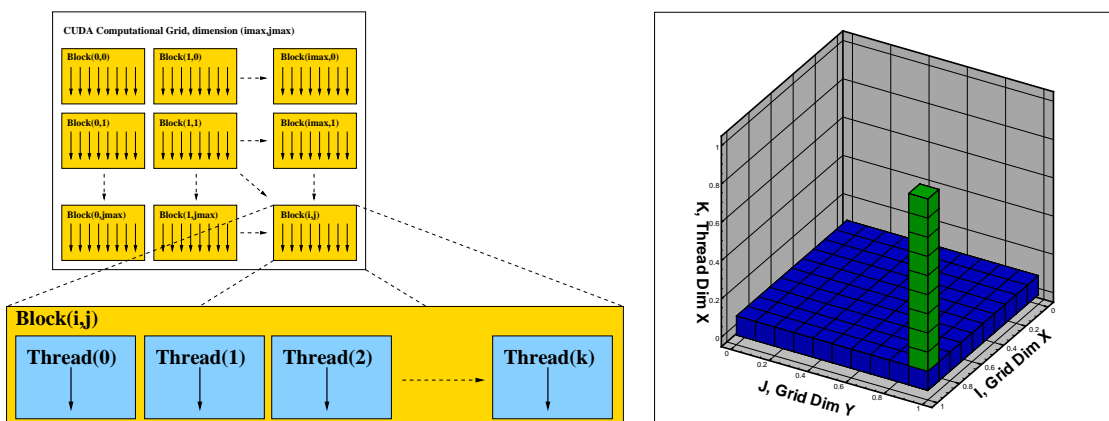 CUDA Computational Grid, dimension (imax,jmax)
Block(0,0) Block(1,0) Block(imax,0)
Block(0,1) Block(1,1) Block(imax,1)
Block(0,jmax) Block(1,jmax) Block(i,j)
Block(i,j)
Thread(0) Thread(1) Thread(2) Thread(k)
K, Thread Dim X
1
0.8
0.6
0.4
0.2
0
J, Grid Dim Y
0 0.2 0.4 0.6 0.8 1
I, Grid Dim X
0
0.2
0.4
0.6
0.8
1